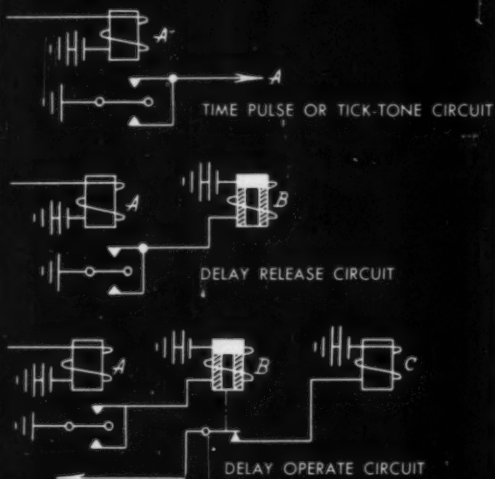 A
A
TIME PULSE OR TICK-TONE CIRCUIT
A
B
DELAY RELEASE CIRCUIT
A
B
C
DELAY OPERATE CIRCUIT